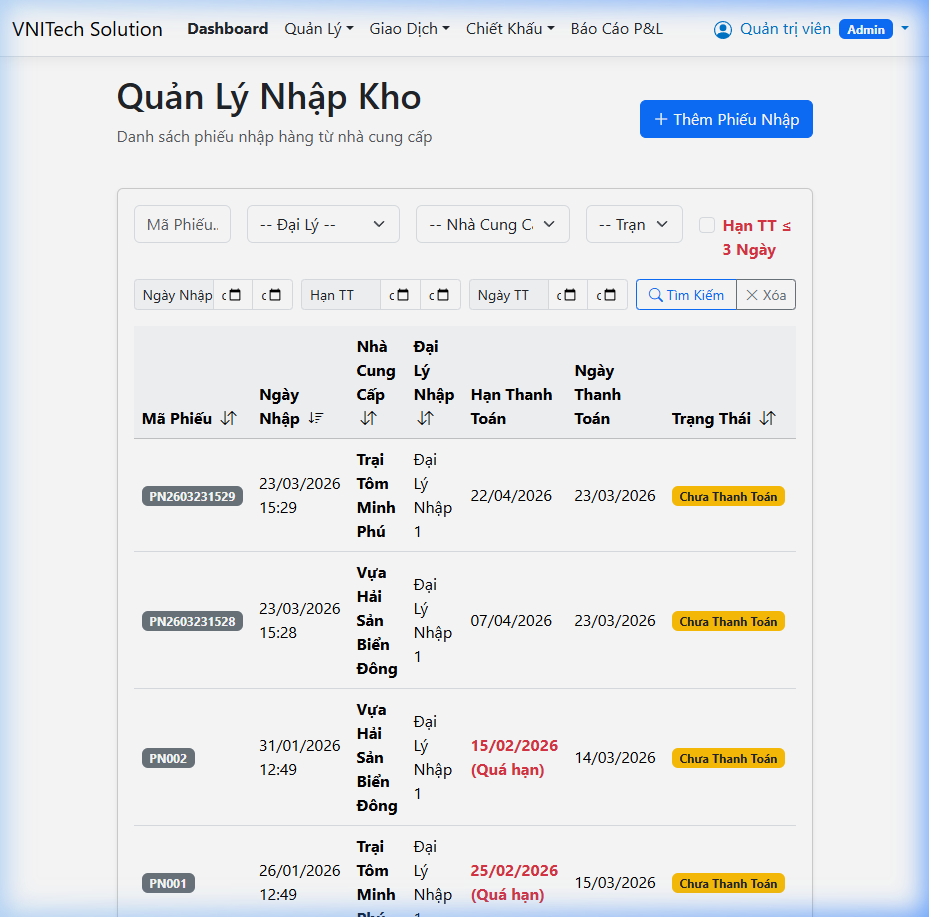 VNITech Solution Dashboard Quản Lý Giao Dịch Chiết Khấu Báo Cáo P&L Quản trị viên Admin
Quản Lý Nhập Kho
Danh sách phiếu nhập hàng từ nhà cung cấp
Thêm Phiếu Nhập
Mã Phiếu.. -- Đại Lý -- -- Nhà Cung C -- Trạn Hạn TT ≤
3 Ngày
Ngày Nhập Hạn TT Ngày TT Tìm Kiếm Xóa
Mã Phiếu
Ngày
Nhập
Nhà
Cung
Cấp
Đại
Lý
Nhập
Hạn Thanh
Toán
Ngày
Thanh
Toán
Trạng Thái
PN2603231529
23/03/2026
15:29
Trại
Tôm
Minh
Phú
Đại
Lý
Nhập
1
22/04/2026
23/03/2026
Chưa Thanh Toán
PN2603231528
23/03/2026
15:28
Vựa
Hải
Sản
Biển
Đông
Đại
Lý
Nhập
1
07/04/2026
23/03/2026
Chưa Thanh Toán
PN002
31/01/2026
12:49
Vựa
Hải
Sản
Biển
Đông
Đại
Lý
Nhập
1
15/02/2026
(Quá hạn)
14/03/2026
Chưa Thanh Toán
PN001
26/01/2026
12:49
Trại
Tôm
Minh
Đại
Lý
Nhập
25/02/2026
(Quá hạn)
15/03/2026
Chưa Thanh Toán